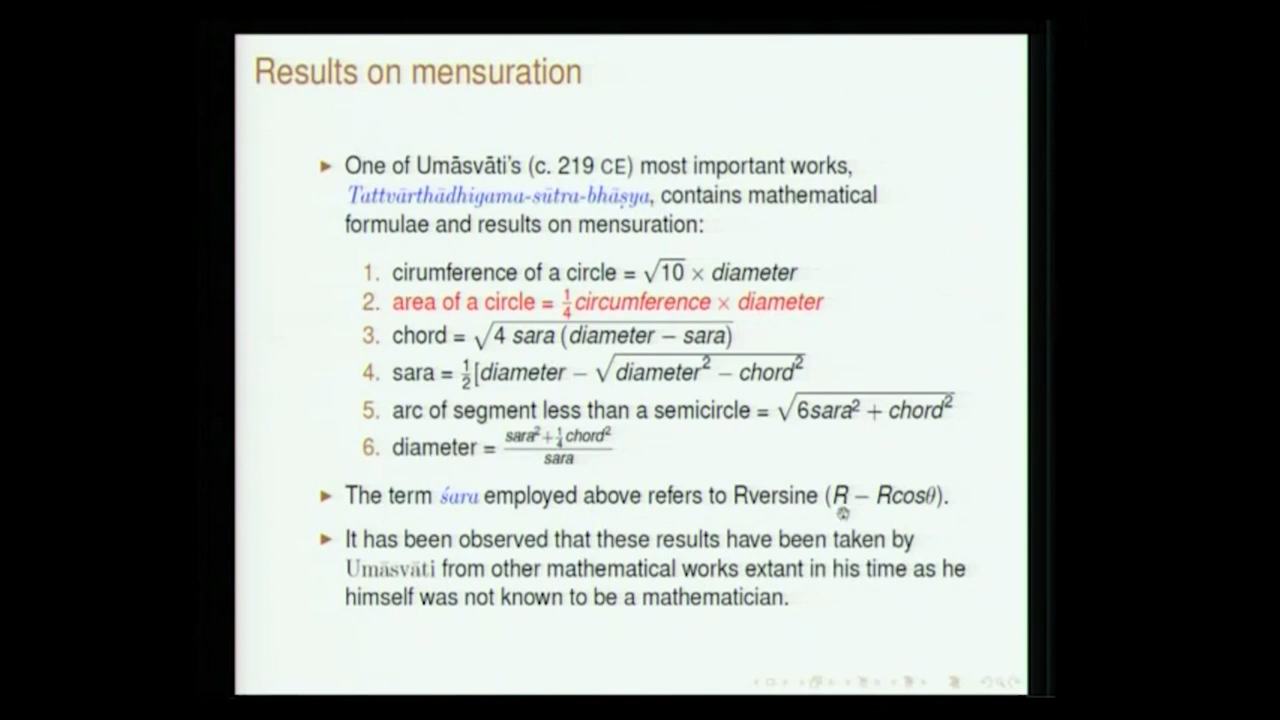 Results on mensuration
▶ One of Umāsvāti's (c. 219 CE) most important works,
Tattvārthādhigama-sūtra-bhāṣya, contains mathematical
formulae and results on mensuration:
1. cirumference of a circle = √10 × diameter
2. area of a circle = 1/4 circumference × diameter
3. chord = √4 sara (diameter − sara)
4. sara = 1/2 [diameter − √diameter² − chord²
5. arc of segment less than a semicircle = √6sara² + chord²
6. diameter = sara² + 1/4 chord² / sara
▶ The term śara employed above refers to Rversine (R − Rcosθ).
▶ It has been observed that these results have been taken by
Umāsvāti from other mathematical works extant in his time as he
himself was not known to be a mathematician.